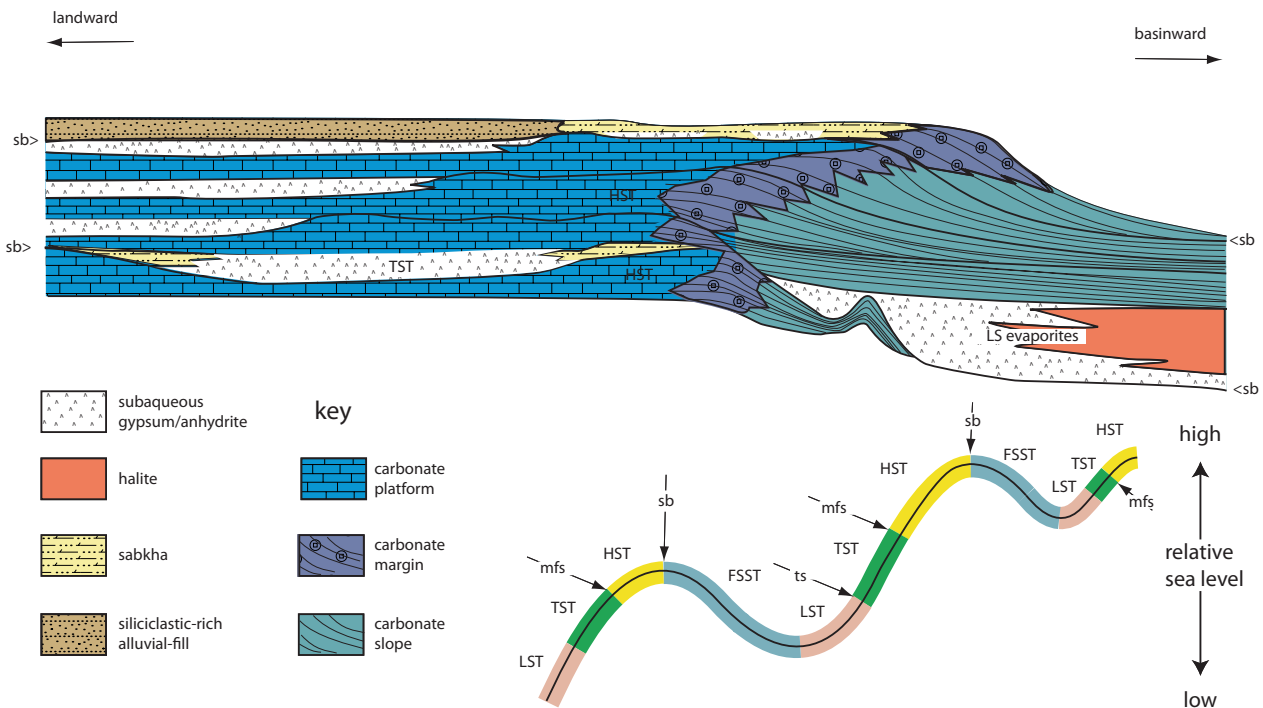 landward
basinward
sb>
HST
<sb
sb>
TST
HST
LS evaporites
<sb
subaqueous
gypsum/anhydrite
key
halite
carbonate
platform
sabkha
carbonate
margin
siliciclastic-rich
alluvial-fill
carbonate
slope
LST
TST
mfs
HST
sb
FSST
ts
LST
TST
mfs
HST
sb
FSST
LST
TST
mfs
HST
high
relative
sea level
low